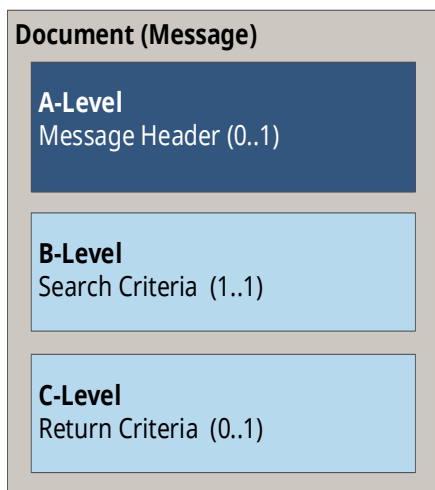 Document (Message)
A-Level
Message Header (0..1)
B-Level
Search Criteria (1..1)
C-Level
Return Criteria (0..1)